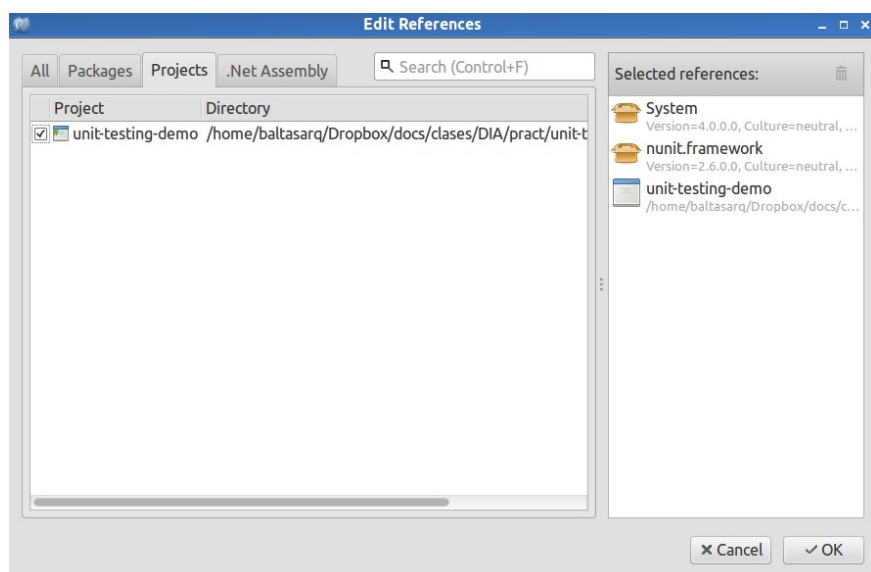 Edit References
All Packages Projects .Net Assembly
Search (Control+F)
Project Directory
unit-testing-demo /home/baltasarq/Dropbox/docs/clases/DIA/pract/unit-t
Selected references:
System
Version=4.0.0.0, Culture=neutral, ...
nunit.framework
Version=2.6.0.0, Culture=neutral, ...
unit-testing-demo
/home/baltasarq/Dropbox/docs/c...
Cancel OK